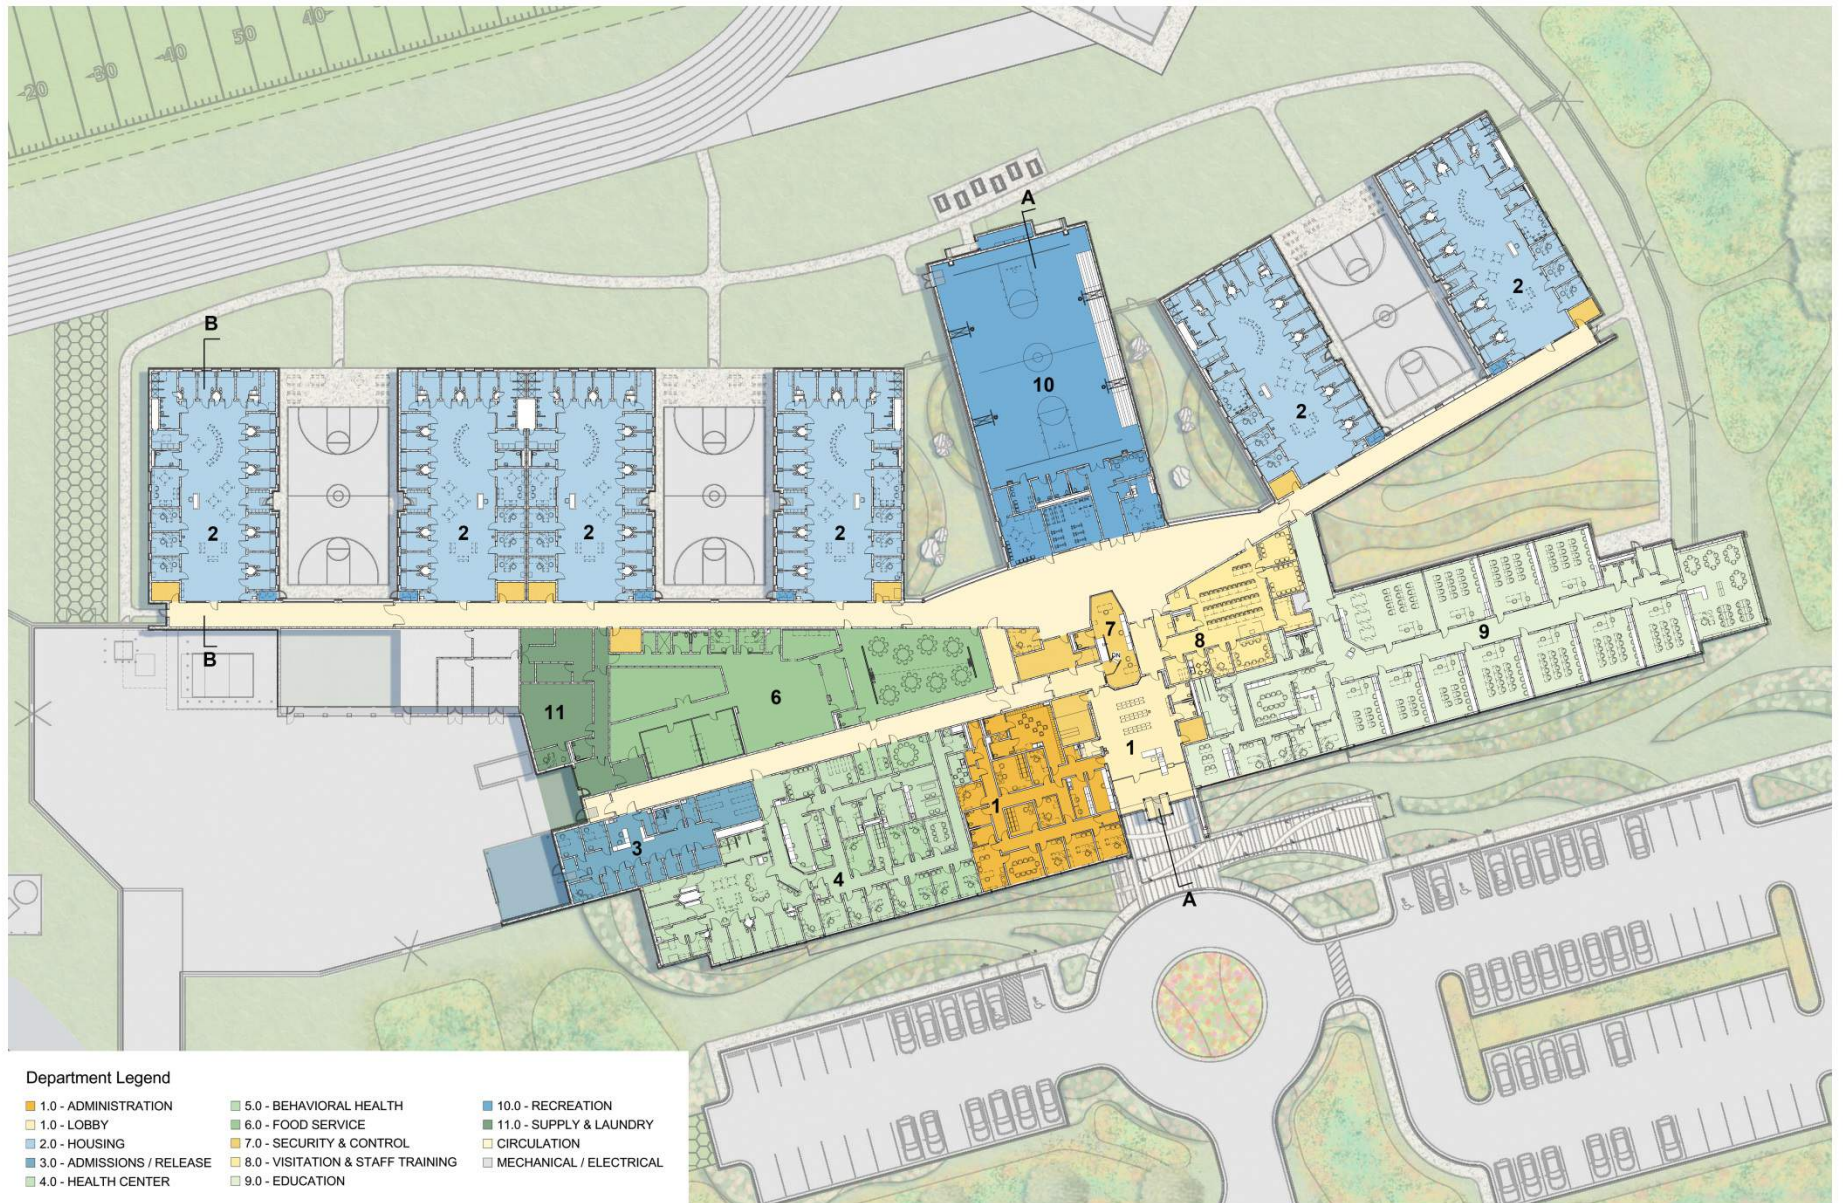 -20
-30
-40
50
40-
A
2
B
2
10
2
2
2
2
2
B
7
DN
8
9
6
11
1
1
3
4
A
Department Legend
1.0 - ADMINISTRATION
1.0 - LOBBY
2.0 - HOUSING
3.0 - ADMISSIONS / RELEASE
4.0 - HEALTH CENTER
5.0 - BEHAVIORAL HEALTH
6.0 - FOOD SERVICE
7.0 - SECURITY & CONTROL
8.0 - VISITATION & STAFF TRAINING
9.0 - EDUCATION
10.0 - RECREATION
11.0 - SUPPLY & LAUNDRY
CIRCULATION
MECHANICAL / ELECTRICAL